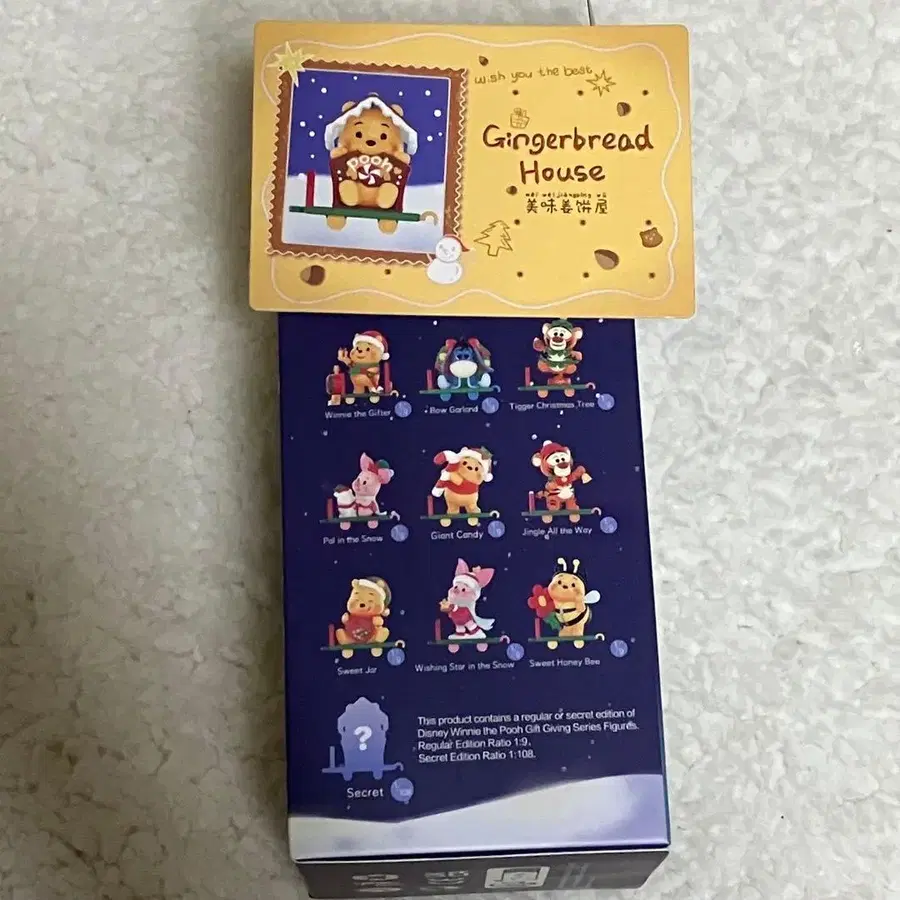 wish you the best
Pooh
Gingerbread
House
měi wèi jiāng bǐng wū
美味姜饼屋
Winnie the Gifter
Bow Garland
Tigger Christmas Tree
Pal in the Snow
Giant Candy
Jingle All the Way
Sweet Jar
Wishing Star in the Snow
Sweet Honey Bee
?
This product contains a regular or secret edition of
Disney Winnie the Pooh Gift Giving Series Figures.
Regular Edition Ratio 1:9,
Secret Edition Ratio 1:108.
Secret